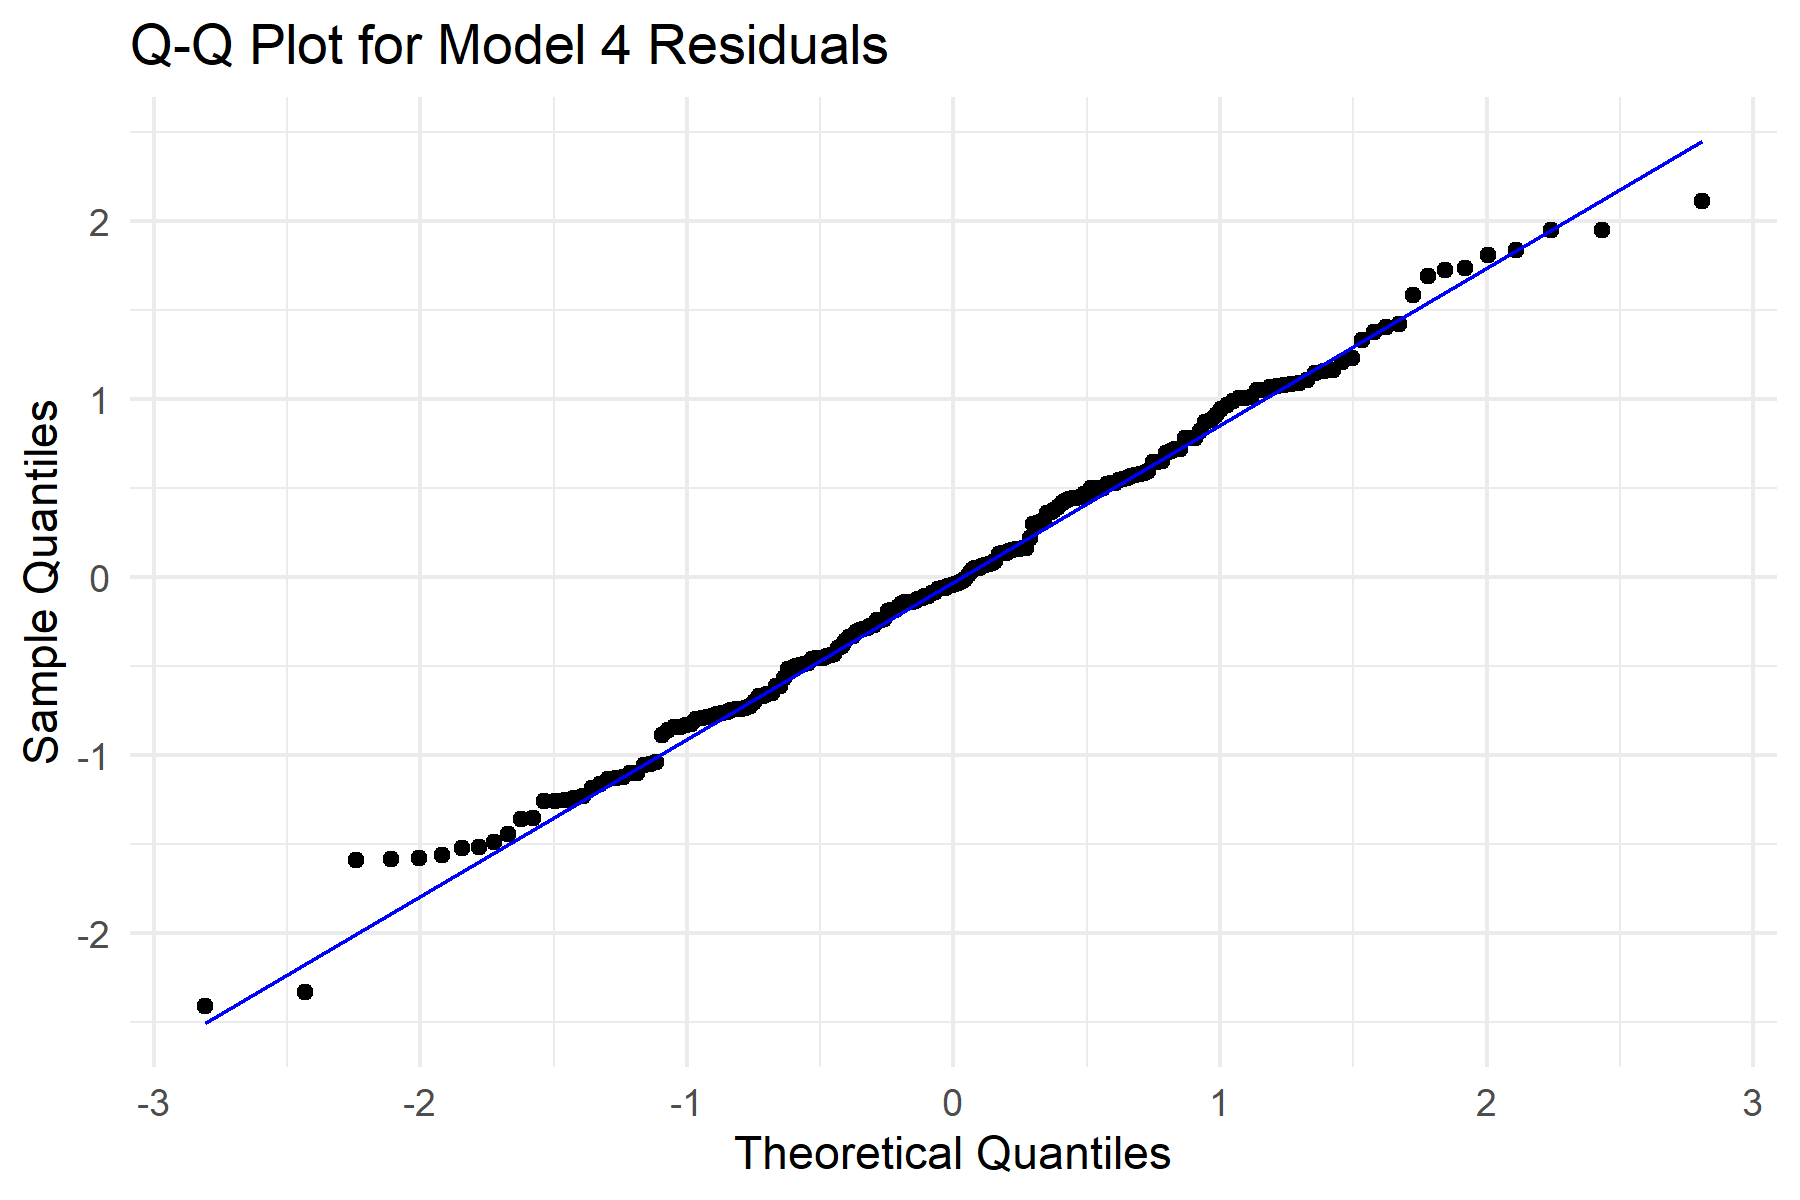 Q-Q Plot for Model 4 Residuals
Sample Quantiles
2
1
0
-1
-2
-3 -2 -1 0 1 2 3
Theoretical Quantiles